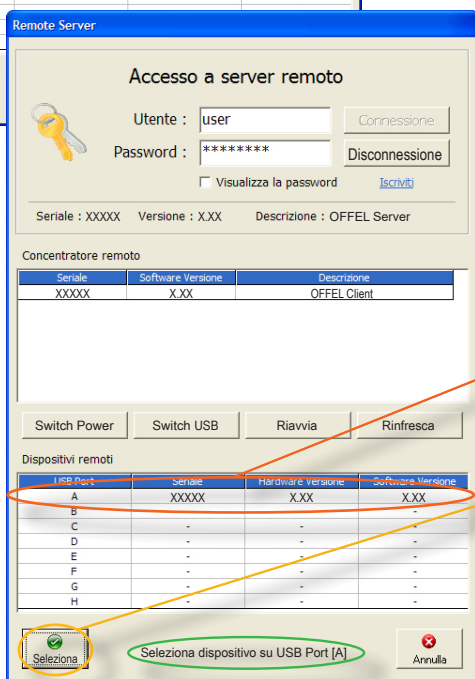 Remote Server
Accesso a server remoto
Utente : user Connessione
Password : ******** Disconnessione
Visualizza la password Iscriviti
Seriale : XXXXX Versione : X.XX Descrizione : OFFEL Server
Concentratore remoto
Seriale Software Versione Descrizione
XXXXX X.XX OFFEL Client
Switch Power Switch USB Riavvia Rinfresca
Dispositivi remoti
USB Port Seriale Hardware Versione Software Versione
A XXXXX X.XX X.XX
B - - -
C - - -
D - - -
E - - -
F - - -
G - - -
H - - -
Seleziona Seleziona dispositivo su USB Port [A] Annulla